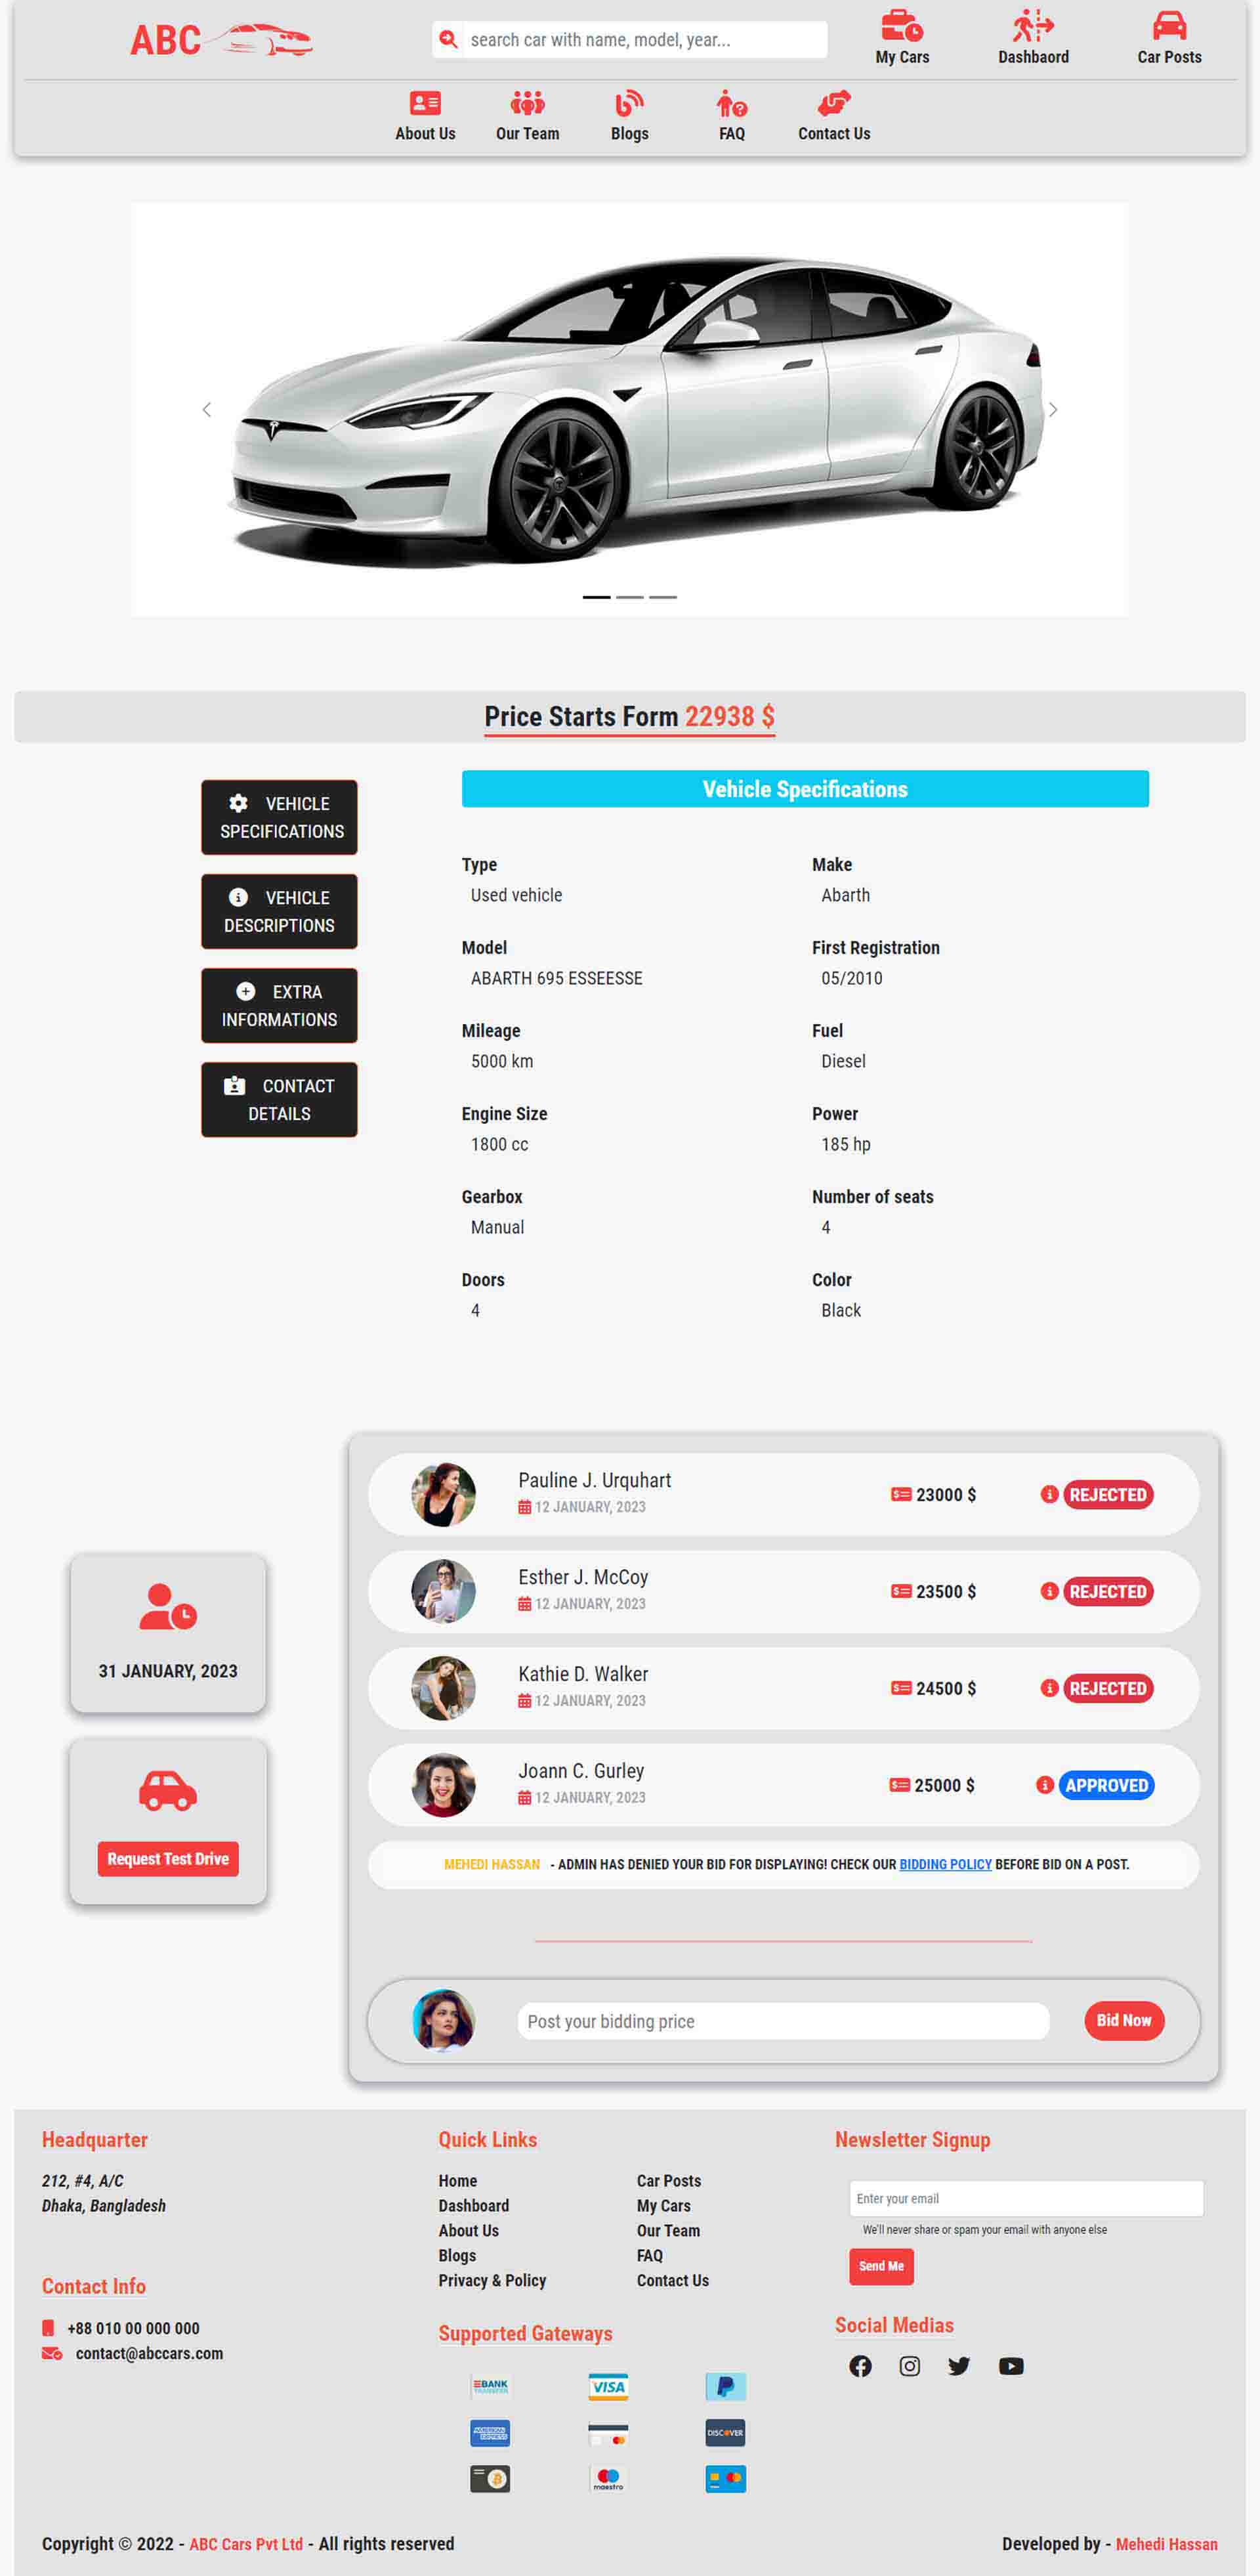 ABC
search car with name, model, year...
My Cars
Dashbaord
Car Posts
About Us
Our Team
Blogs
FAQ
Contact Us
Price Starts Form 22938 $
VEHICLE
SPECIFICATIONS
VEHICLE
DESCRIPTIONS
EXTRA
INFORMATIONS
CONTACT
DETAILS
Vehicle Specifications
Type
Used vehicle
Make
Abarth
Model
ABARTH 695 ESSEESSE
First Registration
05/2010
Mileage
5000 km
Fuel
Diesel
Engine Size
1800 cc
Power
185 hp
Gearbox
Manual
Number of seats
4
Doors
4
Color
Black
31 JANUARY, 2023
Request Test Drive
Pauline J. Urquhart
12 JANUARY, 2023
23000 $
REJECTED
Esther J. McCoy
12 JANUARY, 2023
23500 $
REJECTED
Kathie D. Walker
12 JANUARY, 2023
24500 $
REJECTED
Joann C. Gurley
12 JANUARY, 2023
25000 $
APPROVED
MEHEDI HASSAN - ADMIN HAS DENIED YOUR BID FOR DISPLAYING! CHECK OUR BIDDING POLICY BEFORE BID ON A POST.
Post your bidding price
Bid Now
Headquarter
212, #4, A/C
Dhaka, Bangladesh
Contact Info
+88 010 00 000 000
contact@abccars.com
Quick Links
Home
Dashboard
About Us
Blogs
Privacy & Policy
Car Posts
My Cars
Our Team
FAQ
Contact Us
Supported Gateways
BANK
TRANSFER
VISA
AMERICAN
EXPRESS
DISCOVER
maestro
Newsletter Signup
Enter your email
We'll never share or spam your email with anyone else
Send Me
Social Medias
Copyright © 2022 - ABC Cars Pvt Ltd - All rights reserved
Developed by - Mehedi Hassan